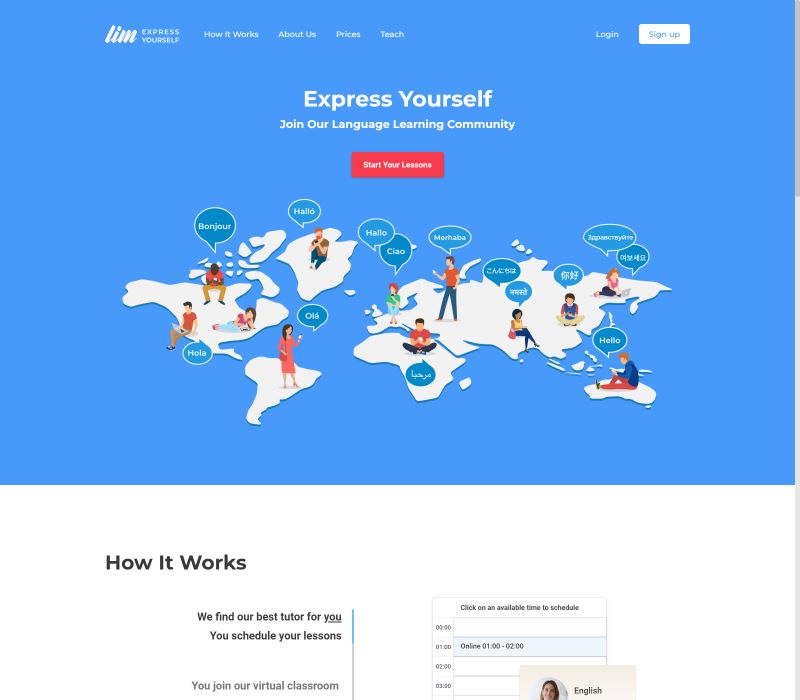 lim EXPRESS YOURSELF
How It Works
About Us
Prices
Teach
Login
Sign up
Express Yourself
Join Our Language Learning Community
Start Your Lessons
Bonjour
Halló
Hallo
Ciao
Merhaba
Здравствуйте
여보세요
こんにちは
你好
नमस्ते
Olá
Hola
Hello
مرحبا
How It Works
We find our best tutor for you
You schedule your lessons
You join our virtual classroom
Click on an available time to schedule
00:00
01:00
Online 01:00 - 02:00
02:00
03:00
English